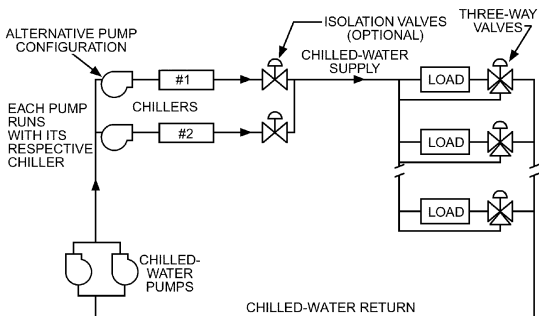 ALTERNATIVE PUMP
CONFIGURATION
ISOLATION VALVES
(OPTIONAL)
THREE-WAY
VALVES
CHILLED-WATER
SUPPLY
#1
LOAD
EACH PUMP
RUNS
WITH ITS
RESPECTIVE
CHILLER
CHILLERS
#2
LOAD
LOAD
CHILLED-
WATER
PUMPS
CHILLED-WATER RETURN